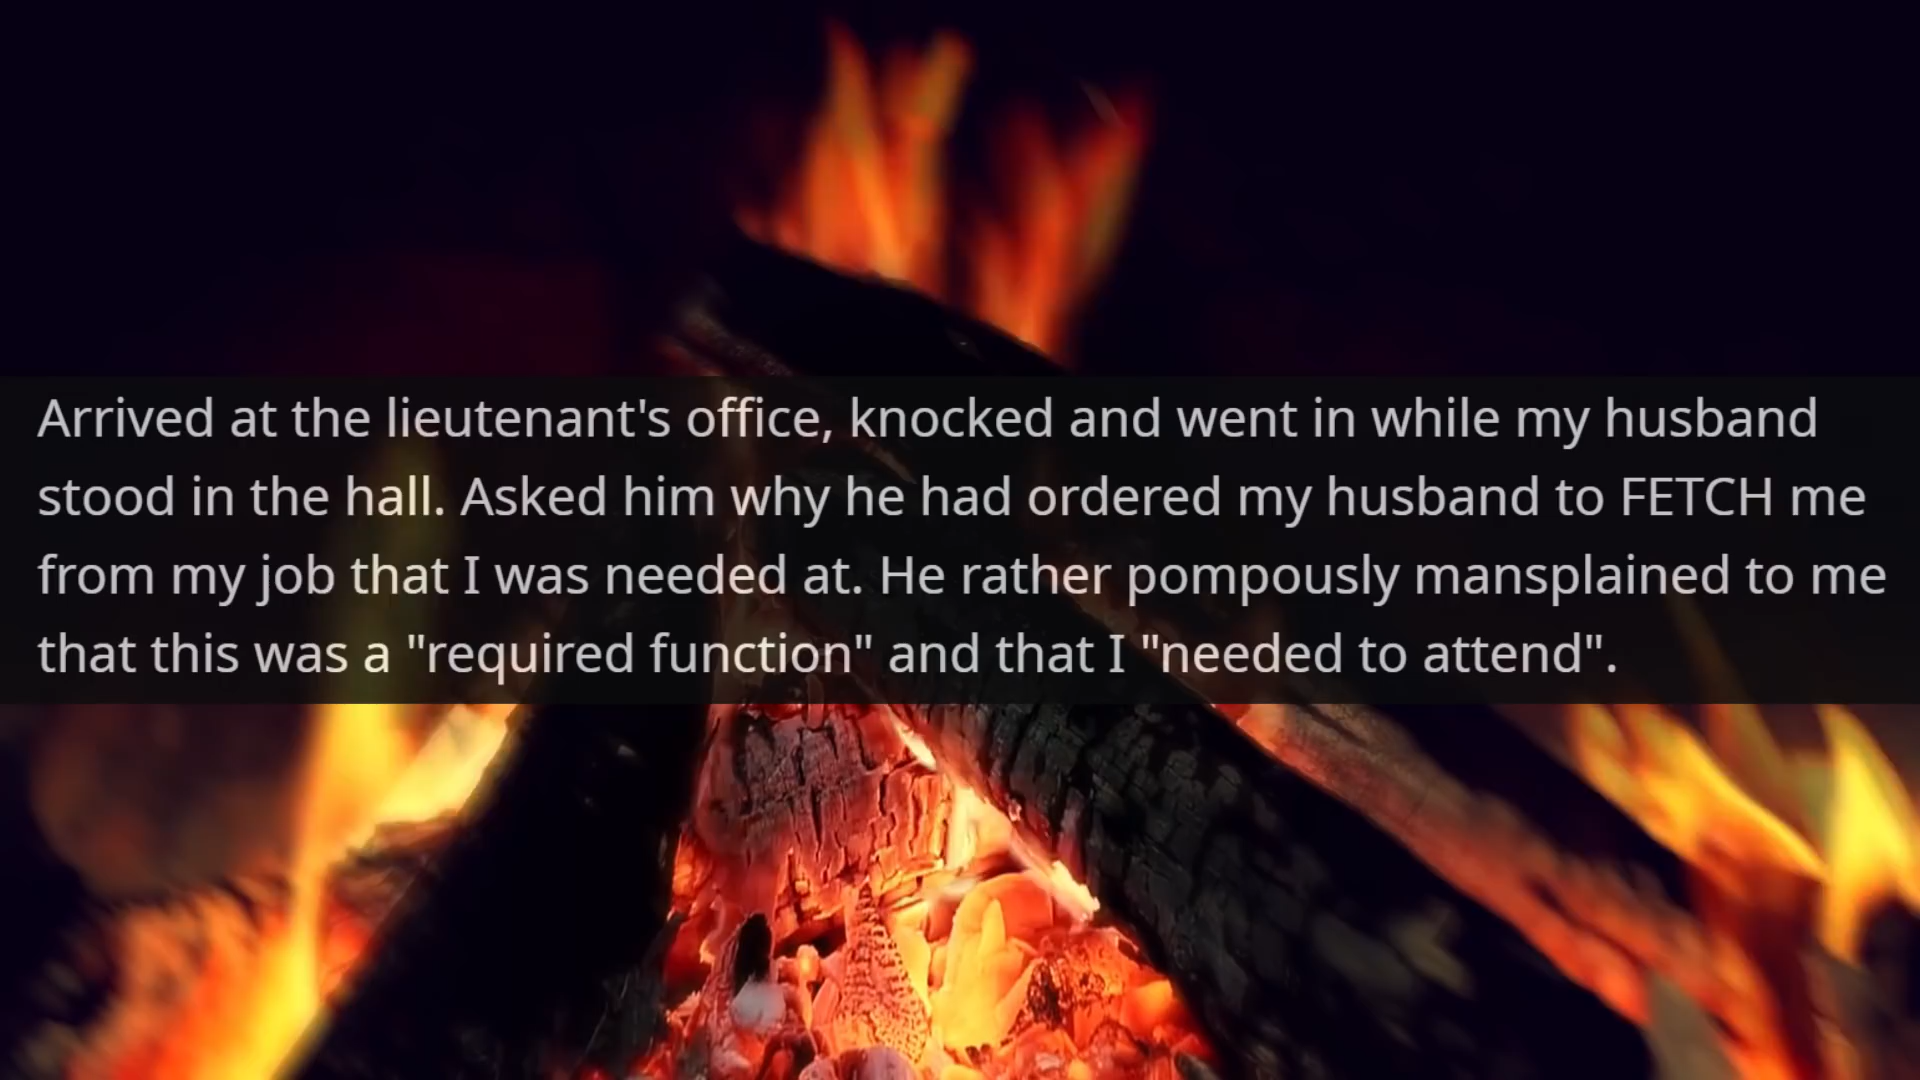 Arrived at the lieutenant's office, knocked and went in while my husband
stood in the hall. Asked him why he had ordered my husband to FETCH me
from my job that I was needed at. He rather pompously mansplained to me
that this was a "required function" and that I "needed to attend".